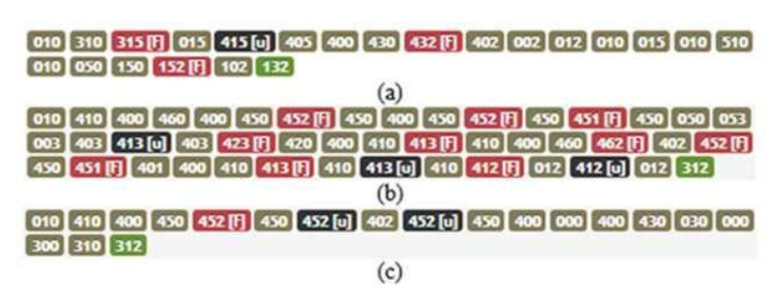 010 310 315 [F] 015 415 [u] 405 400 430 432 [F] 402 002 012 010 015 010 510
010 050 150 152 [F] 102 132
(a)
010 410 400 460 400 450 452 [F] 450 400 450 452 [F] 450 451 [F] 450 050 053
003 403 413 [u] 403 423 [F] 420 400 410 413 [F] 410 400 460 462 [F] 402 452 [F]
450 451 [F] 401 400 410 413 [F] 410 413 [u] 410 412 [F] 012 412 [u] 012 312
(b)
010 410 400 450 452 [F] 450 452 [u] 402 452 [u] 450 400 000 400 430 030 000
300 310 312
(c)